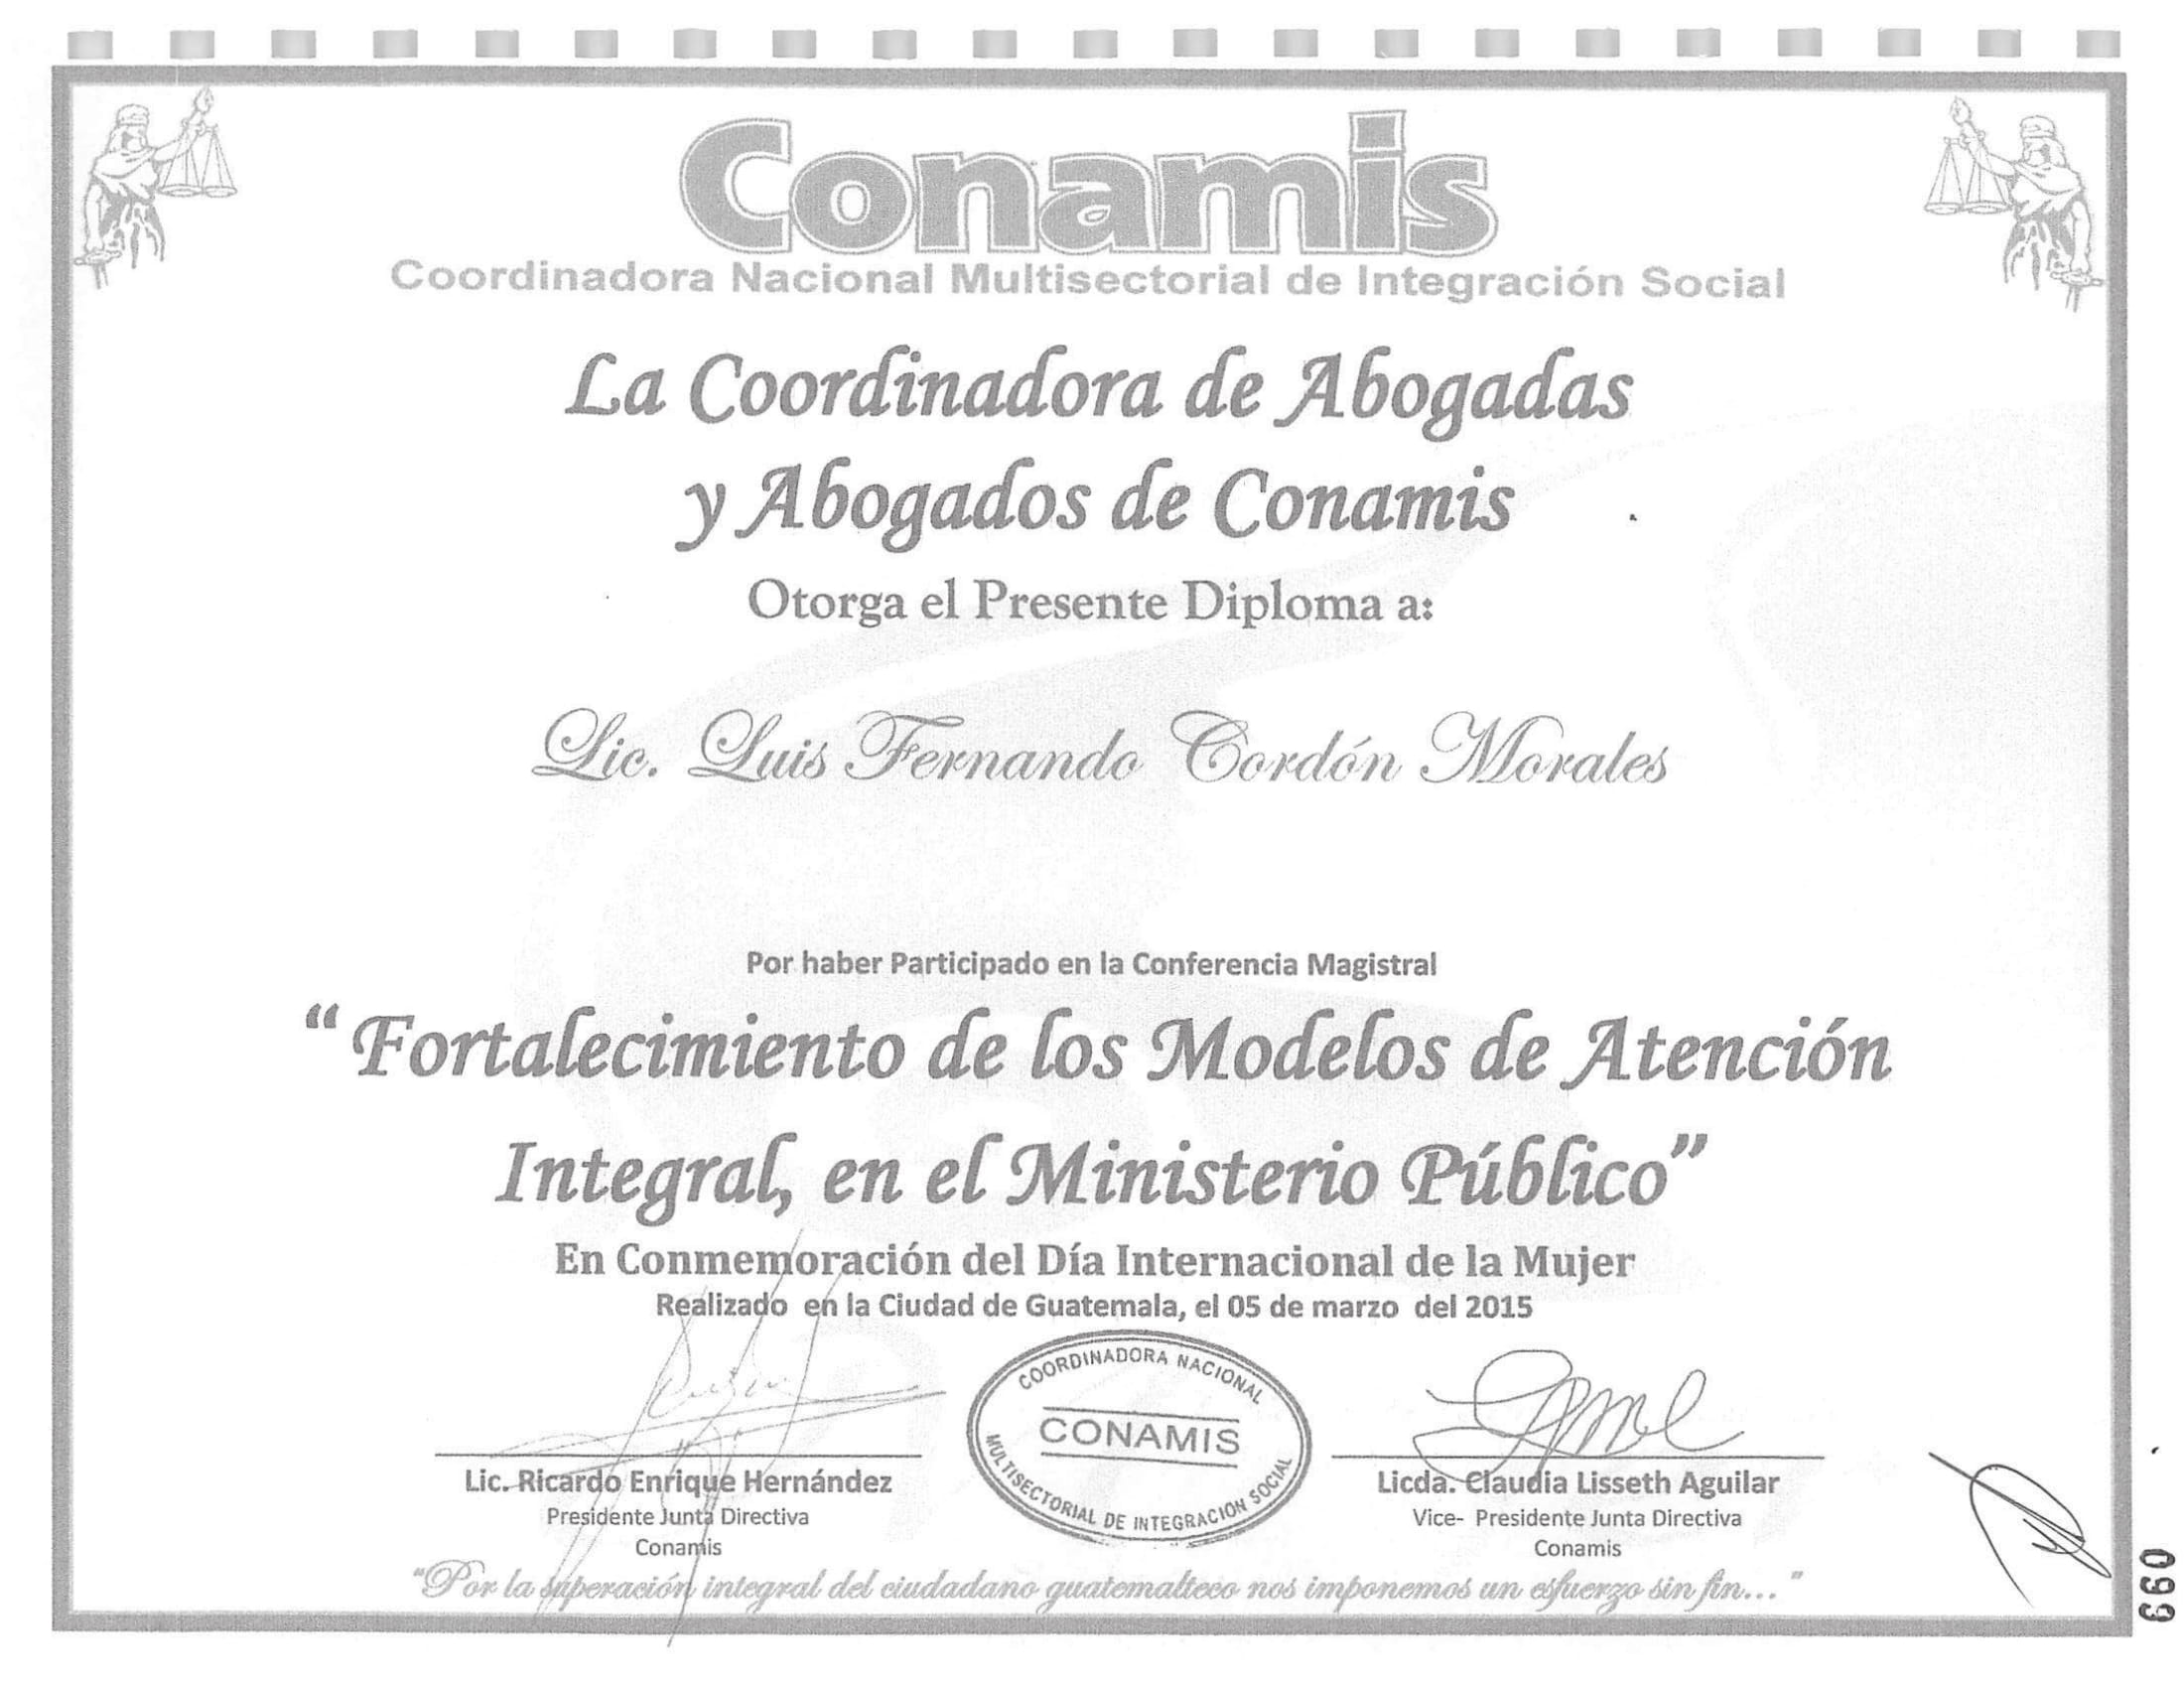 Conamis
Coordinadora Nacional Multisectorial de Integración Social
La Coordinadora de Abogadas
y Abogados de Conamis
Otorga el Presente Diploma a:
Lic. Luis Fernando Cordón Morales
Por haber Participado en la Conferencia Magistral
"Fortalecimiento de los Modelos de Atención
Integral, en el Ministerio Público"
En Conmemoración del Día Internacional de la Mujer
Realizado en la Ciudad de Guatemala, el 05 de marzo del 2015
COORDINADORA NACIONAL
CONAMIS
MULTISECTORIAL DE INTEGRACION SOCIAL
Lic. Ricardo Enrique Hernández
Presidente Junta Directiva
Conamis
Licda. Claudia Lisseth Aguilar
Vice- Presidente Junta Directiva
Conamis
"Por la superación integral del ciudadano guatemalteco nos imponemos un esfuerzo sin fin..."
099